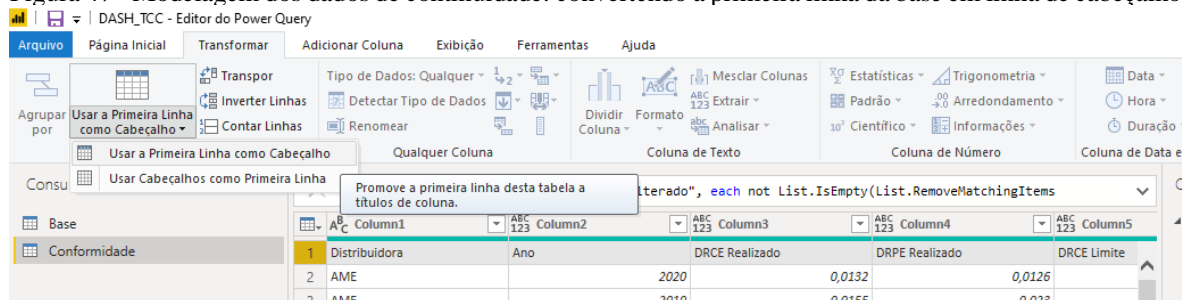 DASH_TCC - Editor do Power Query
Arquivo Página Inicial Transformar Adicionar Coluna Exibição Ferramentas Ajuda
Agrupar por
Usar a Primeira Linha como Cabeçalho
Transpor
Inverter Linhas
Contar Linhas
Tipo de Dados: Qualquer
Detectar Tipo de Dados
Renomear
Qualquer Coluna
Dividir Coluna
Formato
Mesclar Colunas
Extrair
Analisar
Coluna de Texto
Estatísticas
Padrão
Científico
Trigonometria
Arredondamento
Informações
Coluna de Número
Data
Hora
Duração
Coluna de Data e
Usar a Primeira Linha como Cabeçalho
Usar Cabeçalhos como Primeira Linha
Promove a primeira linha desta tabela a
títulos de coluna.
Consu
lterado", each not List.IsEmpty(List.RemoveMatchingItems
Base
Conformidade
Column1 Column2 Column3 Column4 Column5
1 Distribuidora Ano DRCE Realizado DRPE Realizado DRCE Limite
2 AME 2020 0,0132 0,0126